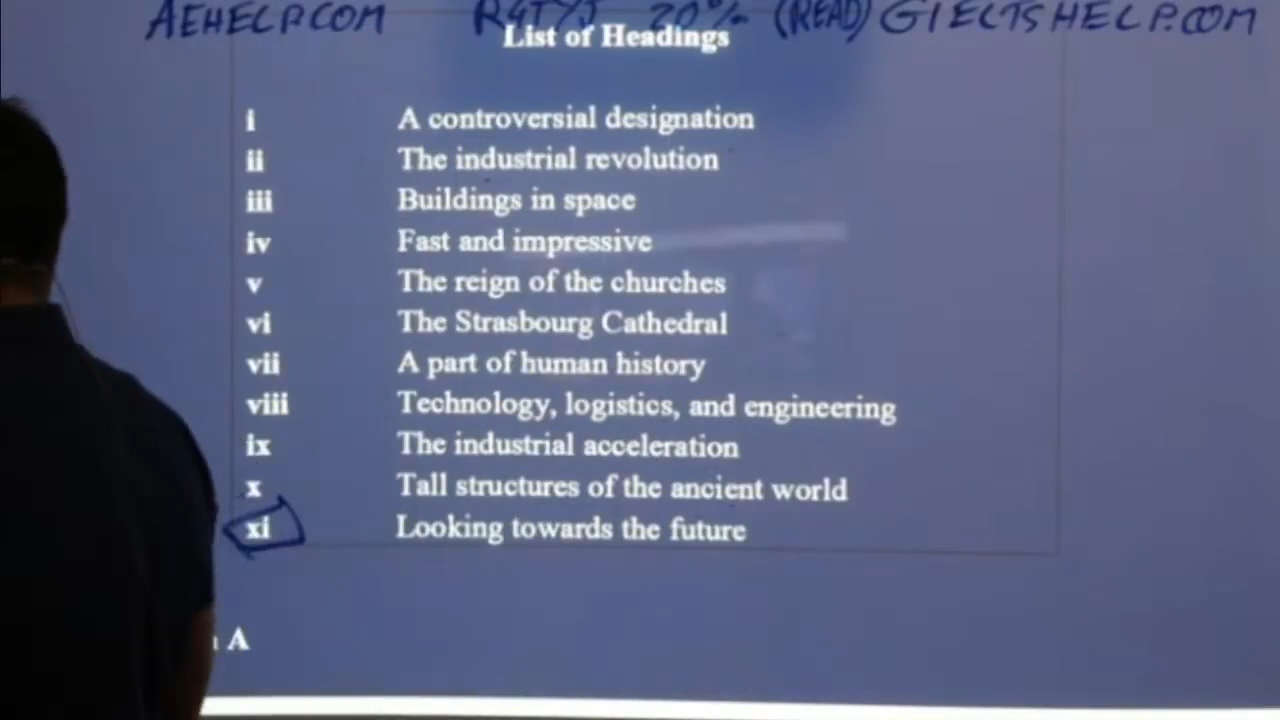 AEHELP.COM R4TYJ 20% (READ) GIELTSHELP.COM
List of Headings
i A controversial designation
ii The industrial revolution
iii Buildings in space
iv Fast and impressive
v The reign of the churches
vi The Strasbourg Cathedral
vii A part of human history
viii Technology, logistics, and engineering
ix The industrial acceleration
x Tall structures of the ancient world
xi Looking towards the future
A